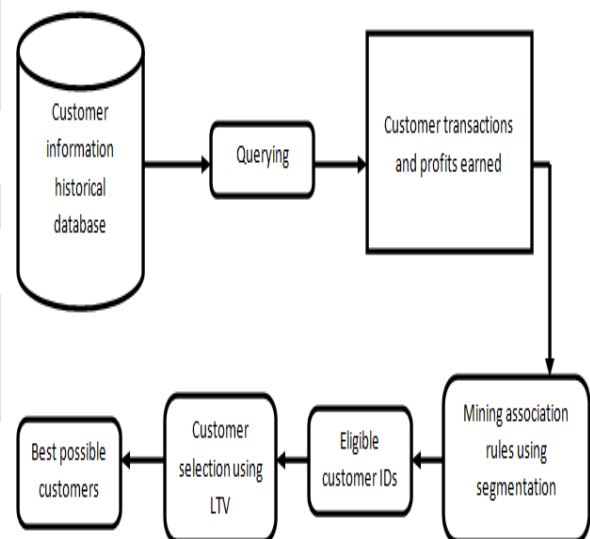 Customer
information
historical
database
Querying
Customer transactions
and profits earned
Mining association
rules using
segmentation
Eligible
customer IDs
Customer
selection using
LTV
Best possible
customers